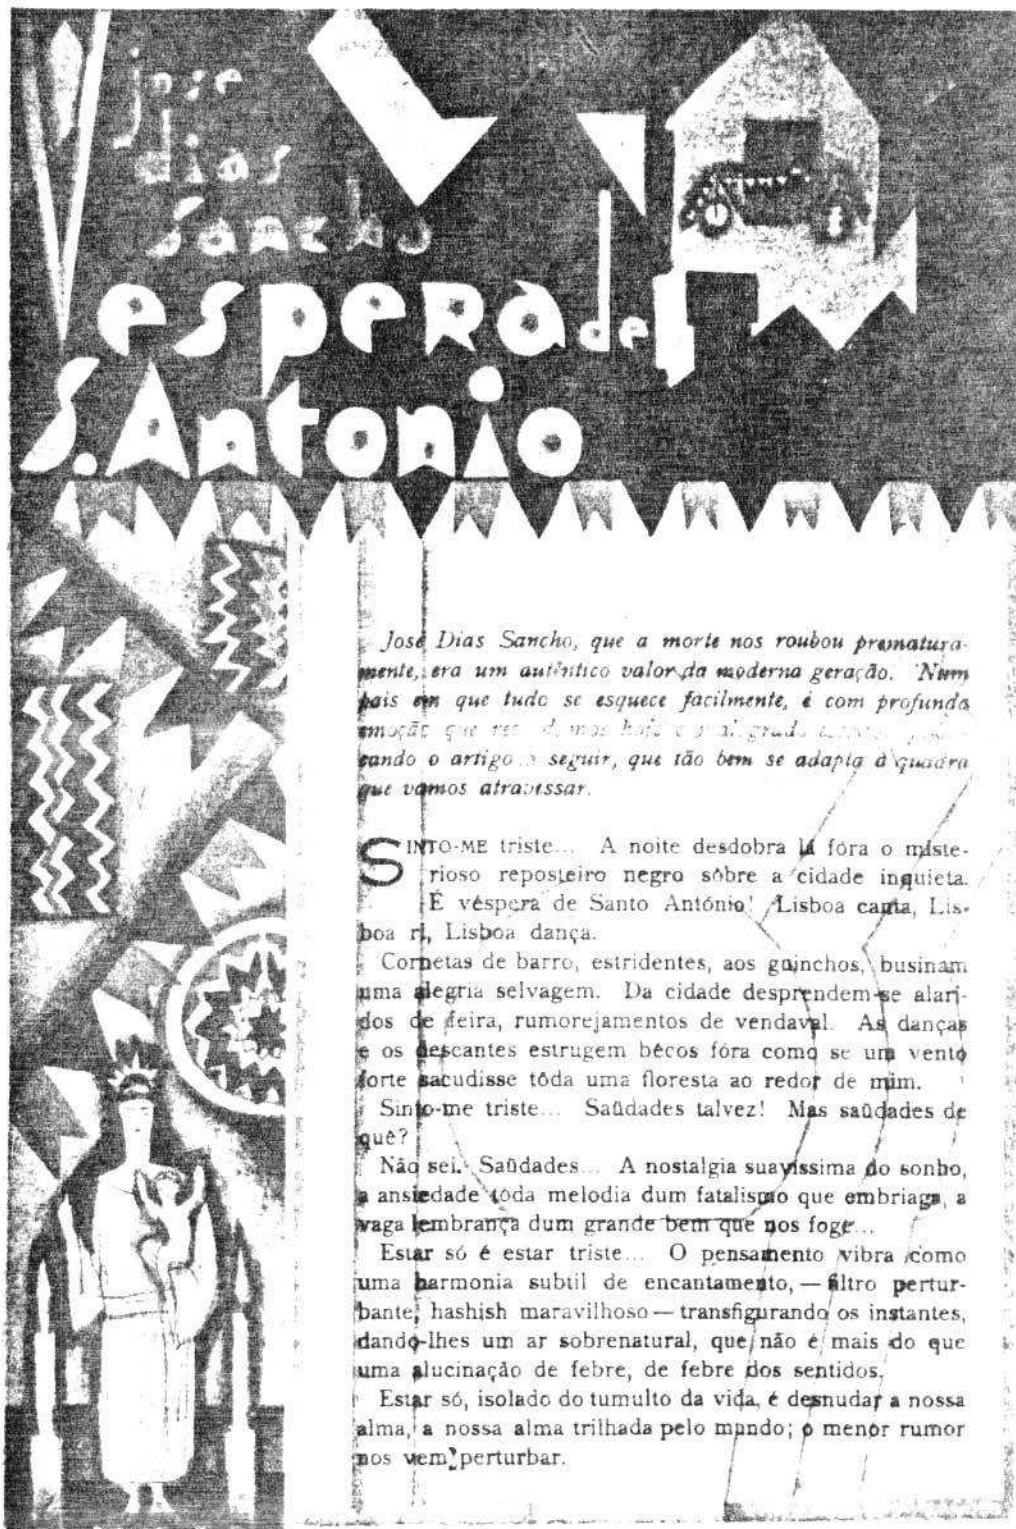 jose
dias
sancho
vespera de
S. Antonio
José Dias Sancho, que a morte nos roubou prematura-
mente, era um autêntico valor da moderna geração. Num
pais em que tudo se esquece facilmente, é com profunda
emoção que hoje
cando o artigo a seguir, que tão bem se adapta à quadra
que vamos atravessar.
SINTO-ME triste... A noite desdobra lá fóra o miste-
rioso reposteiro negro sôbre a cidade inquieta.
É véspera de Santo António! Lisboa canta, Lis-
boa ri, Lisboa dança.
Cornetas de barro, estridentes, aos guinchos, businam
uma alegria selvagem. Da cidade desprendem-se alari-
dos de feira, rumorejamentos de vendaval. As danças
e os descantes estrugem bêcos fóra como se um vento
forte sacudisse tôda uma floresta ao redor de mim.
Sinto-me triste... Saüdades talvez! Mas saüdades de
quê?
Não sei. Saüdades... A nostalgia suavíssima do sonho,
a ansiedade tôda melodia dum fatalismo que embriaga, a
vaga lembrança dum grande bem que nos foge...
Estar só é estar triste... O pensamento vibra como
uma harmonia subtil de encantamento, — filtro pertur-
bante, hashish maravilhoso — transfigurando os instantes,
dando-lhes um ar sobrenatural, que não é mais do que
uma alucinação de febre, de febre dos sentidos.
Estar só, isolado do tumulto da vida, é desnudar a nossa
alma, a nossa alma trilhada pelo mundo; o menor rumor
nos vem perturbar.